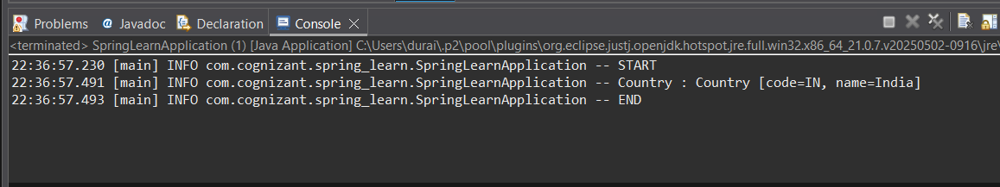 Problems @ Javadoc Declaration Console
<terminated> SpringLearnApplication (1) [Java Application] C:\Users\durai\.p2\pool\plugins\org.eclipse.justj.openjdk.hotspot.jre.full.win32.x86_64_21.0.7.v20250502-0916\jre\
22:36:57.230 [main] INFO com.cognizant.spring_learn.SpringLearnApplication -- START
22:36:57.491 [main] INFO com.cognizant.spring_learn.SpringLearnApplication -- Country : Country [code=IN, name=India]
22:36:57.493 [main] INFO com.cognizant.spring_learn.SpringLearnApplication -- END